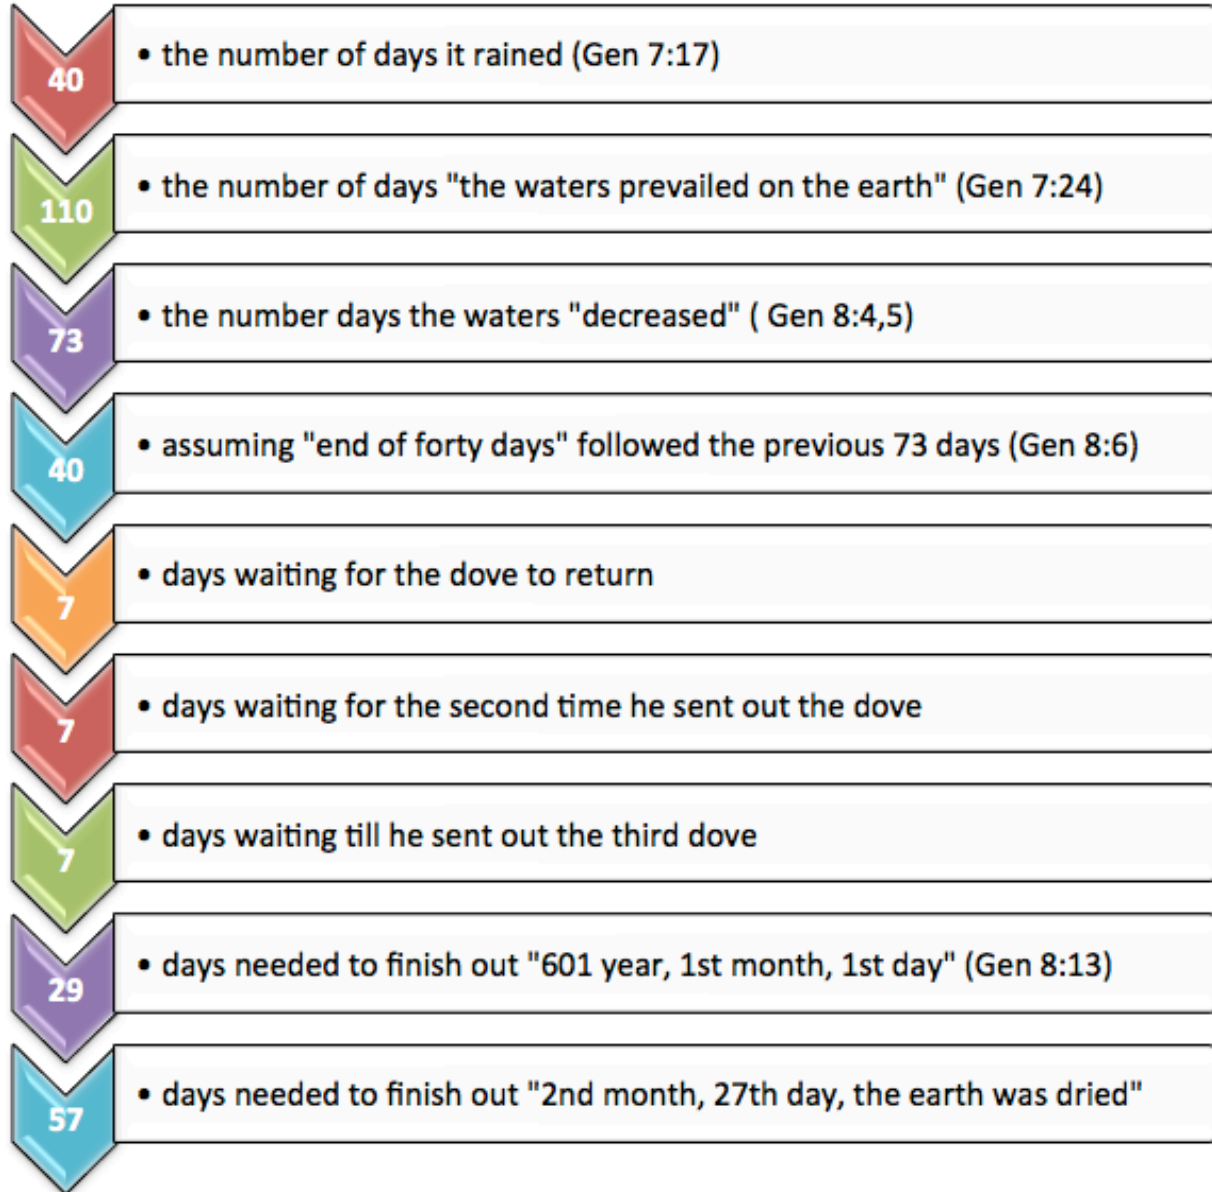 40
• the number of days it rained (Gen 7:17)
110
• the number of days "the waters prevailed on the earth" (Gen 7:24)
73
• the number days the waters "decreased" ( Gen 8:4,5)
40
• assuming "end of forty days" followed the previous 73 days (Gen 8:6)
7
• days waiting for the dove to return
7
• days waiting for the second time he sent out the dove
7
• days waiting till he sent out the third dove
29
• days needed to finish out "601 year, 1st month, 1st day" (Gen 8:13)
57
• days needed to finish out "2nd month, 27th day, the earth was dried"